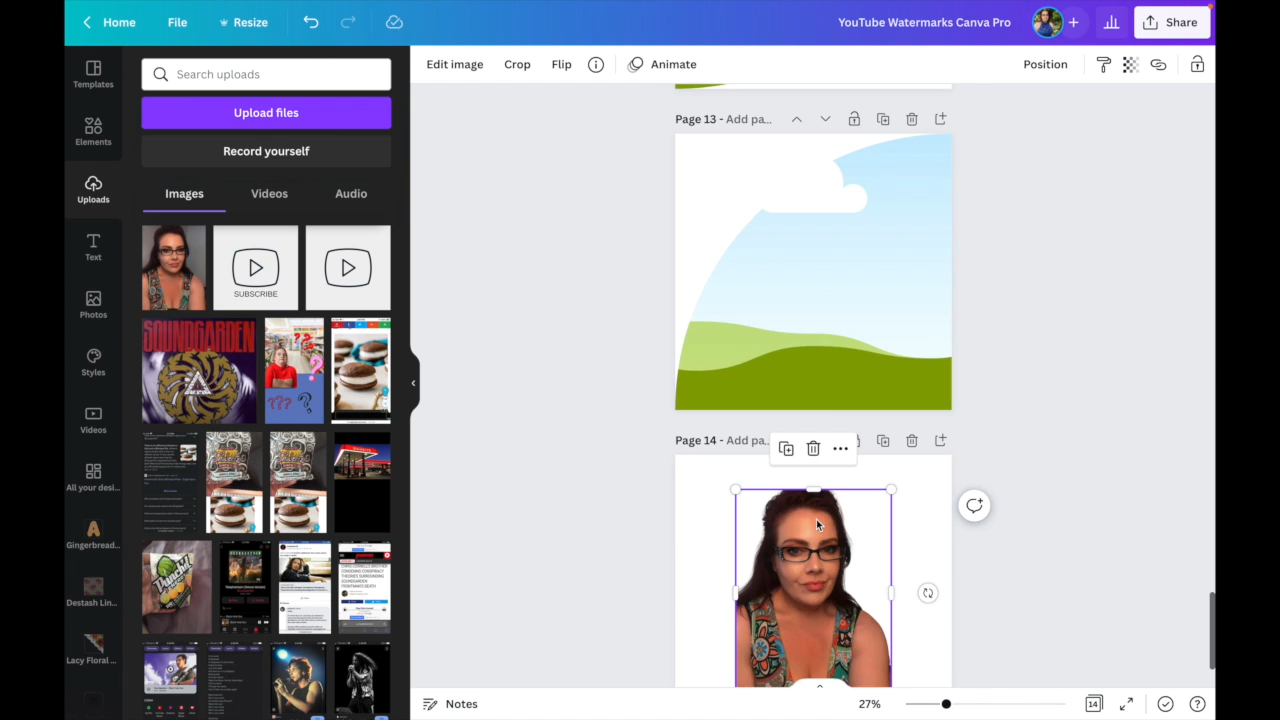 Home File Resize YouTube Watermarks Canva Pro Share
Search uploads
Upload files
Record yourself
Images Videos Audio
Templates
Elements
Uploads
Text
Photos
Styles
Videos
All your desi...
Gingerbread...
Destash Lin...
Lacy Floral ...
SUBSCRIBE
SOUNDGARDEN
Edit image Crop Flip Animate Position
Page 13 - Add pa...
Page 14 - Add pa...
Notes 27% 14